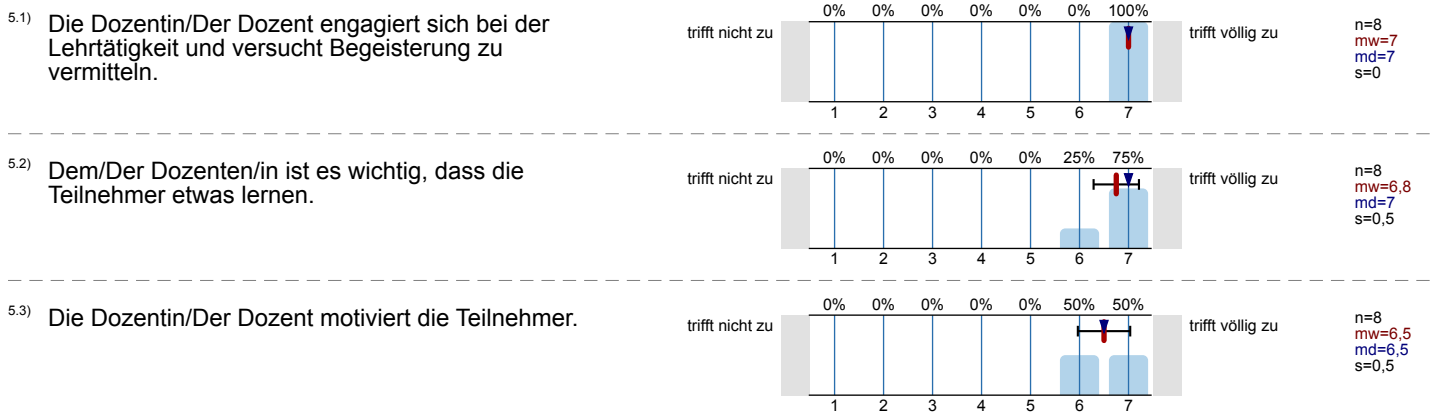 5.1) Die Dozentin/Der Dozent engagiert sich bei der
Lehrtätigkeit und versucht Begeisterung zu
vermitteln.
trifft nicht zu
0% 0% 0% 0% 0% 0% 100%
1 2 3 4 5 6 7
trifft völlig zu
n=8
mw=7
md=7
s=0
5.2) Dem/Der Dozenten/in ist es wichtig, dass die
Teilnehmer etwas lernen.
trifft nicht zu
0% 0% 0% 0% 0% 25% 75%
1 2 3 4 5 6 7
trifft völlig zu
n=8
mw=6,8
md=7
s=0,5
5.3) Die Dozentin/Der Dozent motiviert die Teilnehmer.
trifft nicht zu
0% 0% 0% 0% 0% 50% 50%
1 2 3 4 5 6 7
trifft völlig zu
n=8
mw=6,5
md=6,5
s=0,5